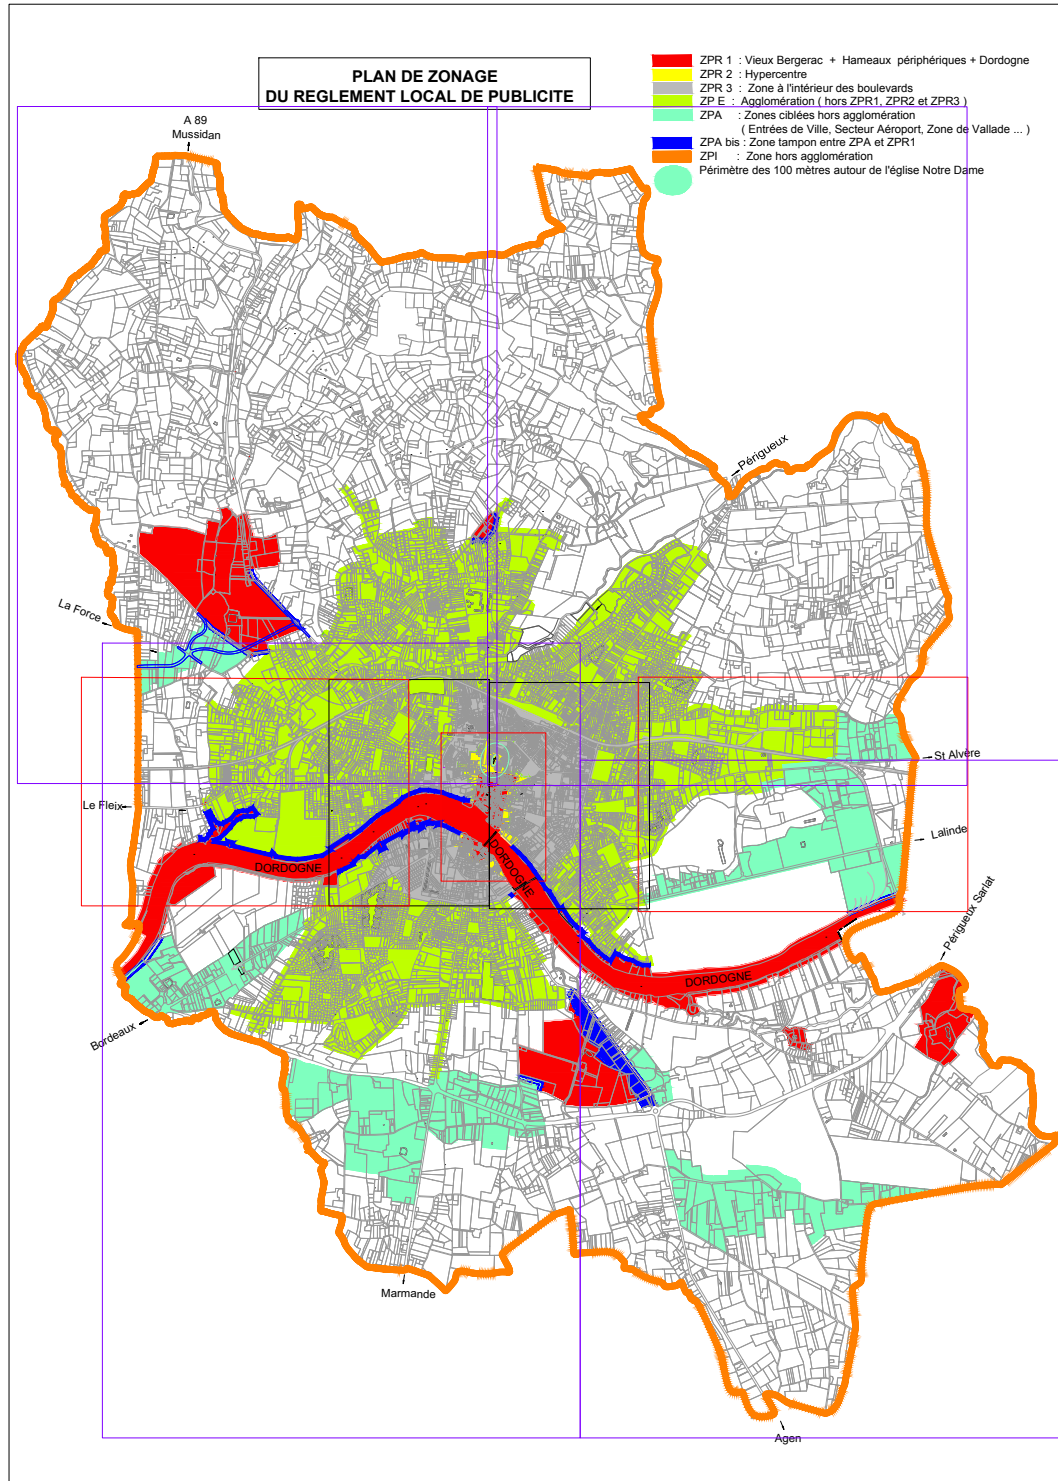 PLAN DE ZONAGE
DU REGLEMENT LOCAL DE PUBLICITE
ZPR 1 : Vieux Bergerac + Hameaux périphériques + Dordogne
ZPR 2 : Hypercentre
ZPR 3 : Zone à l'intérieur des boulevards
ZP E : Agglomération ( hors ZPR1, ZPR2 et ZPR3 )
ZPA : Zones ciblées hors agglomération
( Entrées de Ville, Secteur Aéroport, Zone de Vallade ... )
ZPA bis : Zone tampon entre ZPA et ZPR1
ZPI : Zone hors agglomération
Périmètre des 100 mètres autour de l'église Notre Dame
A 89
Mussidan
Périgueux
La Force
St Alvère
Le Fleix
Lalinde
DORDOGNE
DORDOGNE
DORDOGNE
Périgueux Sarlat
Bordeaux
Marmande
Agen